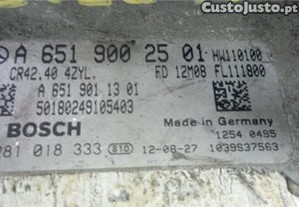 CustoJusto.pt
A 651 900 25 01 HW110100
CR42.40 4ZYL. FD 12M08 FL111800
A 651 901 13 01
50180249105403
BOSCH Made in Germany
1254 0495
281 018 333 E1D 12-08-27 1039S37563